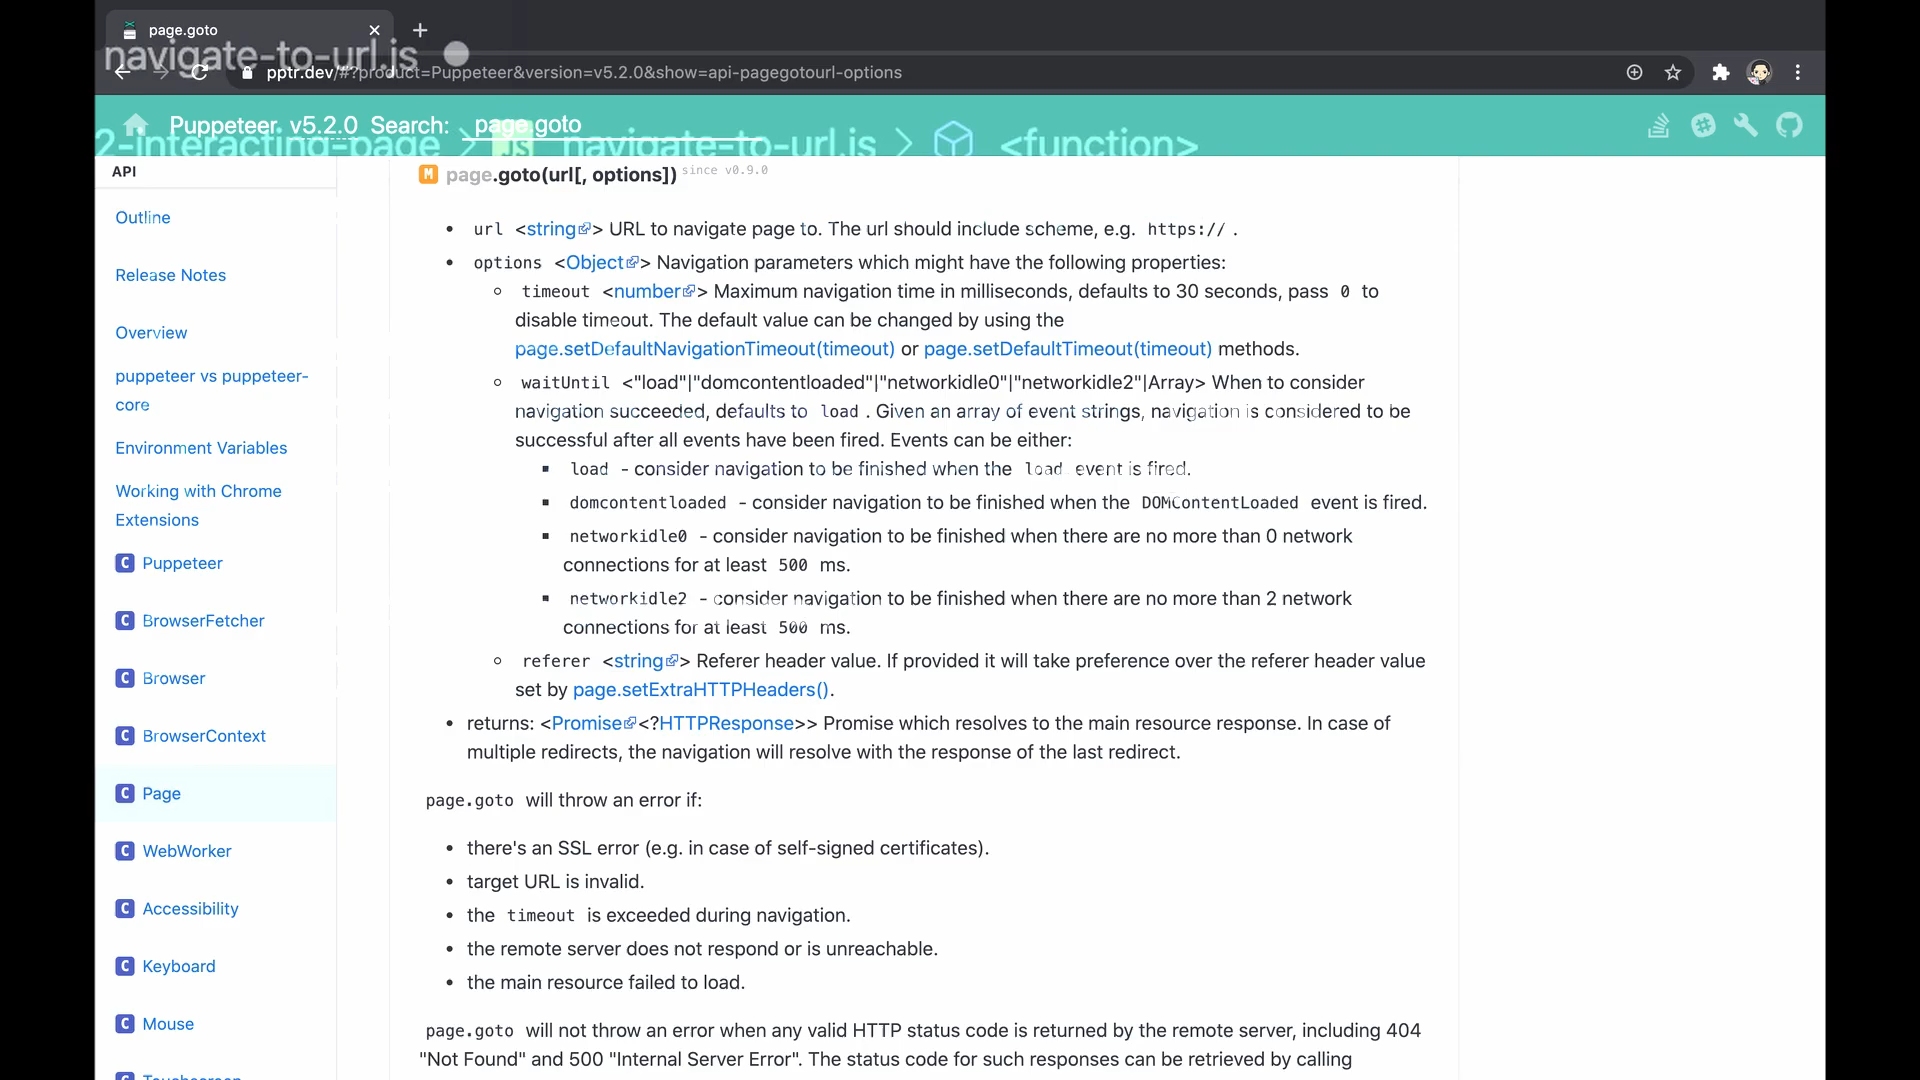 page.goto
navigate-to-url.js
pptr.dev/#?product=Puppeteer&version=v5.2.0&show=api-pagegotourl-options
Puppeteer v5.2.0 Search: page.goto
2-interacting-page > JS navigate-to-url.js > <function>
API
Outline
Release Notes
Overview
puppeteer vs puppeteer-
core
Environment Variables
Working with Chrome
Extensions
C Puppeteer
C BrowserFetcher
C Browser
C BrowserContext
C Page
C WebWorker
C Accessibility
C Keyboard
C Mouse
C Touchscreen
M page.goto(url[, options]) since v0.9.0
• url <string> URL to navigate page to. The url should include scheme, e.g. https:// .
• options <Object> Navigation parameters which might have the following properties:
◦ timeout <number> Maximum navigation time in milliseconds, defaults to 30 seconds, pass 0 to
disable timeout. The default value can be changed by using the
page.setDefaultNavigationTimeout(timeout) or page.setDefaultTimeout(timeout) methods.
◦ waitUntil <"load"|"domcontentloaded"|"networkidle0"|"networkidle2"|Array> When to consider
navigation succeeded, defaults to load . Given an array of event strings, navigation is considered to be
successful after all events have been fired. Events can be either:
▪ load - consider navigation to be finished when the load event is fired.
▪ domcontentloaded - consider navigation to be finished when the DOMContentLoaded event is fired.
▪ networkidle0 - consider navigation to be finished when there are no more than 0 network
connections for at least 500 ms.
▪ networkidle2 - consider navigation to be finished when there are no more than 2 network
connections for at least 500 ms.
◦ referer <string> Referer header value. If provided it will take preference over the referer header value
set by page.setExtraHTTPHeaders().
• returns: <Promise<?HTTPResponse>> Promise which resolves to the main resource response. In case of
multiple redirects, the navigation will resolve with the response of the last redirect.
page.goto will throw an error if:
• there's an SSL error (e.g. in case of self-signed certificates).
• target URL is invalid.
• the timeout is exceeded during navigation.
• the remote server does not respond or is unreachable.
• the main resource failed to load.
page.goto will not throw an error when any valid HTTP status code is returned by the remote server, including 404
"Not Found" and 500 "Internal Server Error". The status code for such responses can be retrieved by calling